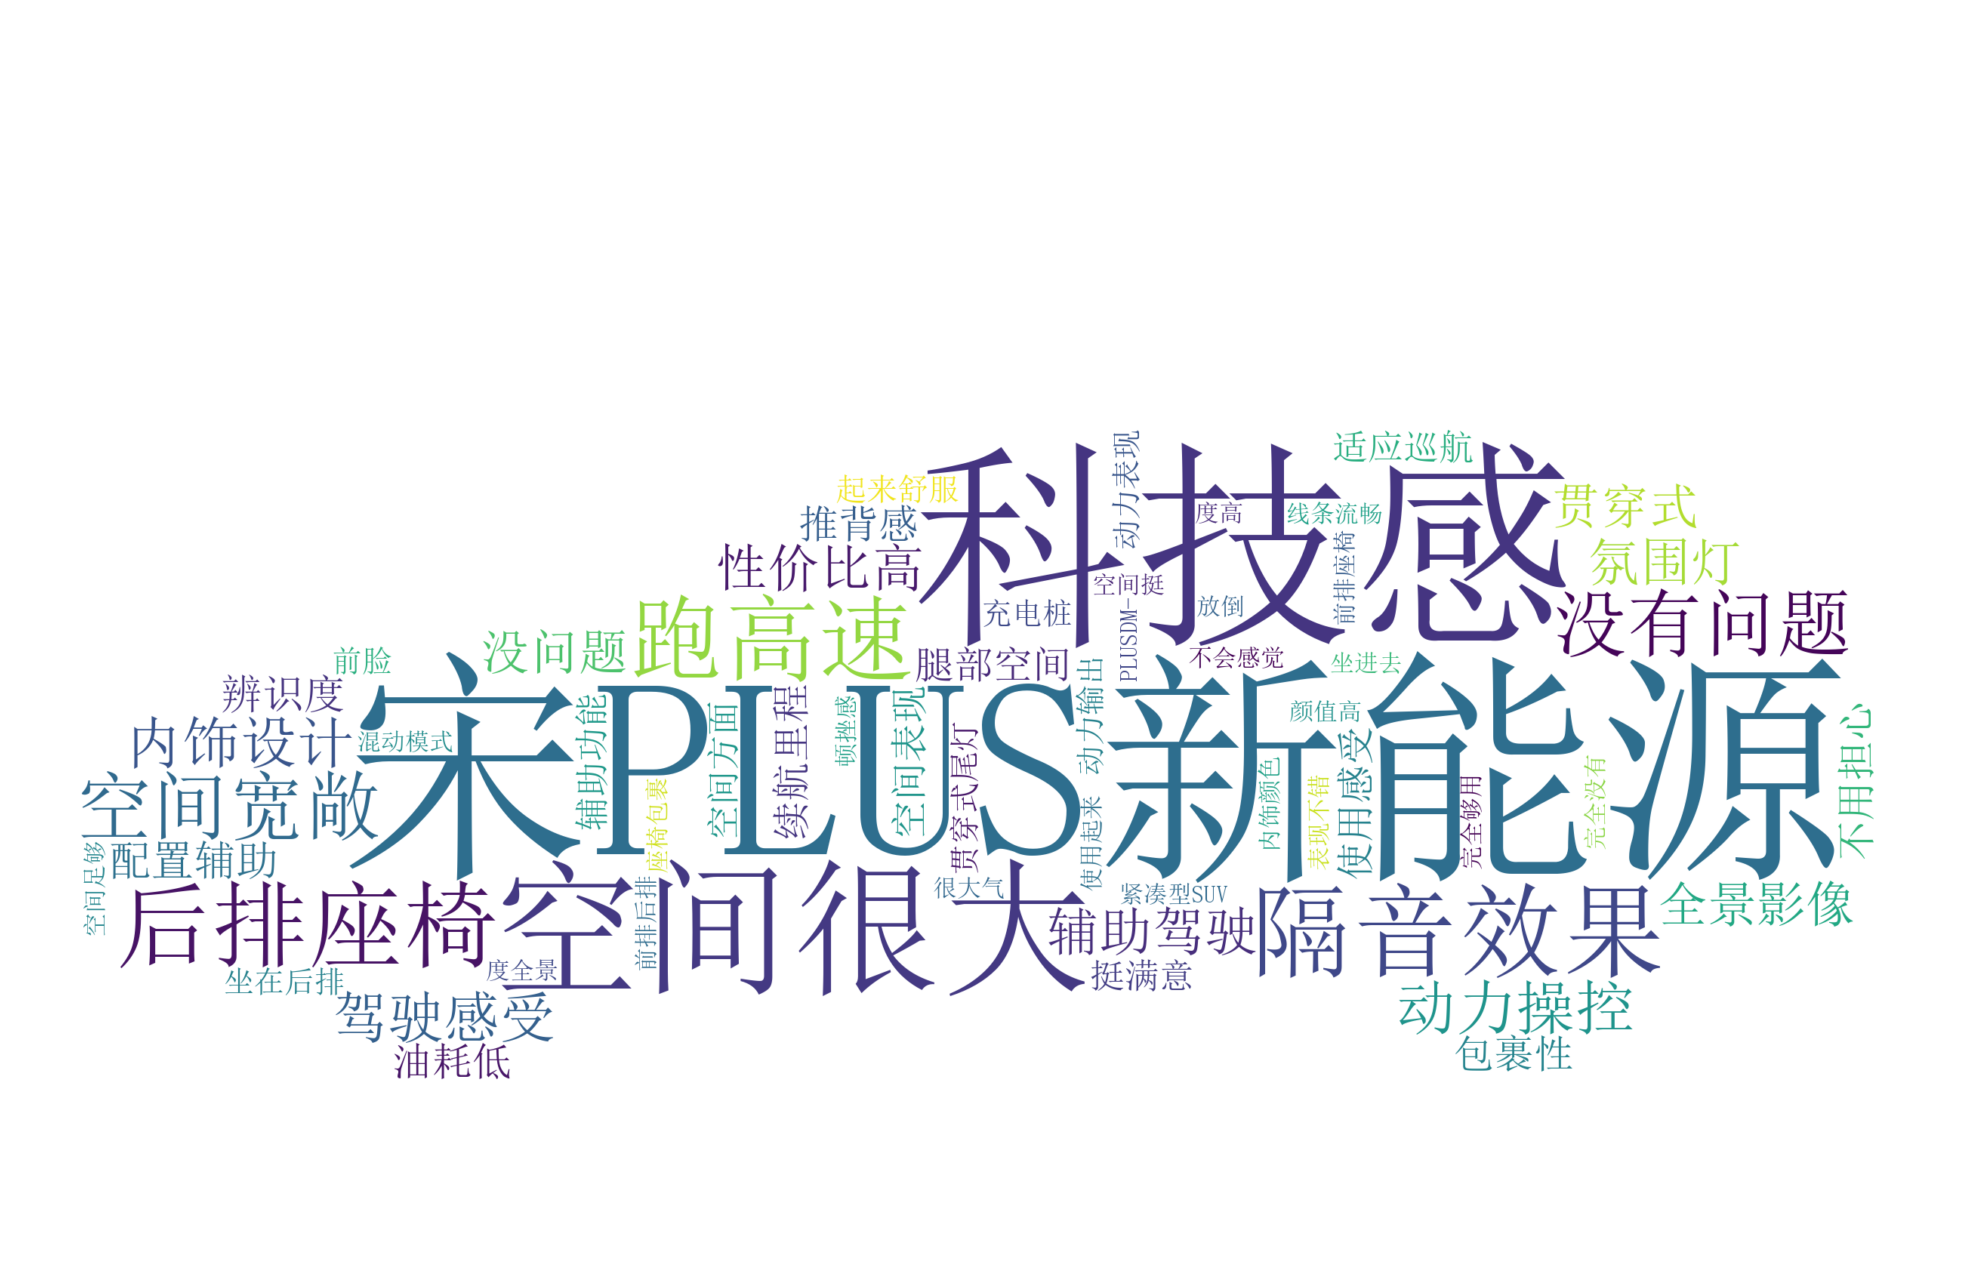 适应巡航
动力表现
科技感
起来舒服
贯穿式
推背感
度高
线条流畅
氛围灯
性价比高
前排座椅
空间挺
没有问题
跑高速
充电桩
PLUSDM-
放倒
没问题
腿部空间
不会感觉
坐进去
前脸
辨识度
宋PLUS新能源
辅助功能
空间方面
续航里程
顿挫感
空间表现
动力输出
颜值高
不用担心
内饰设计
混动模式
贯穿式尾灯
使用感受
内饰颜色
完全没有
空间宽敞
座椅包裹
使用起来
表现不错
完全够用
配置辅助
空间足够
后排座椅
空间很大
前排后排
很大气
紧凑型SUV
辅助驾驶
隔音效果
全景影像
坐在后排
度全景
挺满意
驾驶感受
动力操控
油耗低
包裹性